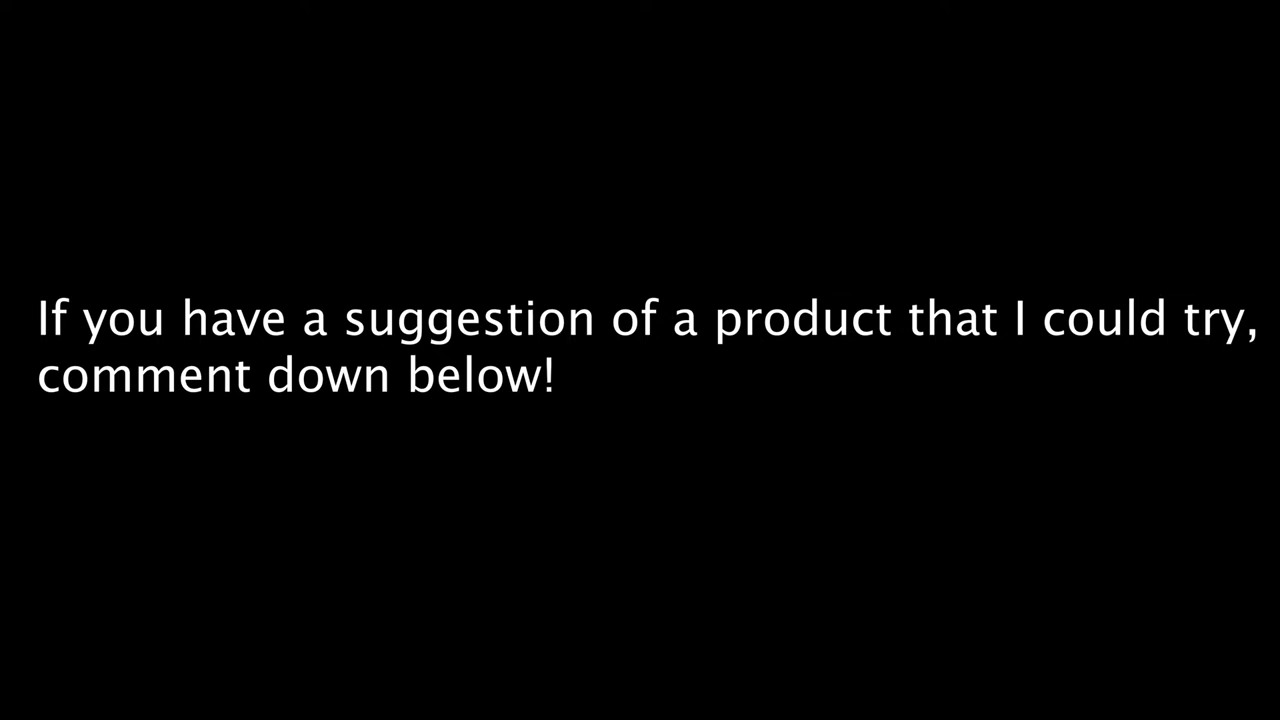 If you have a suggestion of a product that I could try,
comment down below!